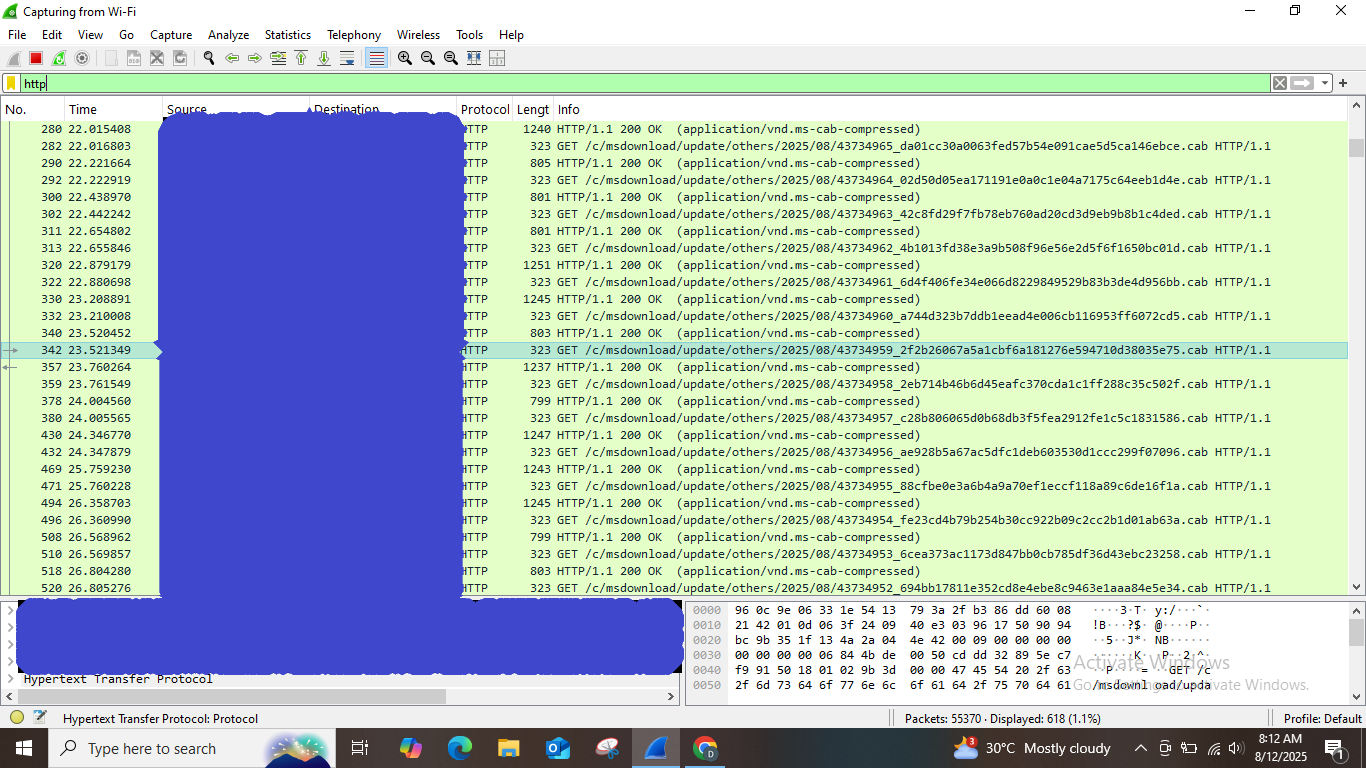 Capturing from Wi-Fi
File Edit View Go Capture Analyze Statistics Telephony Wireless Tools Help
http
No. Time Source Destination Protocol Lengt Info
280 22.015408 HTTP 1240 HTTP/1.1 200 OK (application/vnd.ms-cab-compressed)
282 22.016803 HTTP 323 GET /c/msdownload/update/others/2025/08/43734965_da01cc30a0063fed57b54e091cae5d5ca146ebce.cab HTTP/1.1
290 22.221664 HTTP 805 HTTP/1.1 200 OK (application/vnd.ms-cab-compressed)
292 22.222919 HTTP 323 GET /c/msdownload/update/others/2025/08/43734964_02d50d05ea171191e0a0c1e04a7175c64eeb1d4e.cab HTTP/1.1
300 22.438970 HTTP 801 HTTP/1.1 200 OK (application/vnd.ms-cab-compressed)
302 22.442242 HTTP 323 GET /c/msdownload/update/others/2025/08/43734963_42c8fd29f7fb78eb760ad20cd3d9eb9b8b1c4ded.cab HTTP/1.1
311 22.654802 HTTP 801 HTTP/1.1 200 OK (application/vnd.ms-cab-compressed)
313 22.655846 HTTP 323 GET /c/msdownload/update/others/2025/08/43734962_4b1013fd38e3a9b508f96e56e2d5f6f1650bc01d.cab HTTP/1.1
320 22.879179 HTTP 1251 HTTP/1.1 200 OK (application/vnd.ms-cab-compressed)
322 22.880698 HTTP 323 GET /c/msdownload/update/others/2025/08/43734961_6d4f406fe34e066d8229849529b83b3de4d956bb.cab HTTP/1.1
330 23.208891 HTTP 1245 HTTP/1.1 200 OK (application/vnd.ms-cab-compressed)
332 23.210008 HTTP 323 GET /c/msdownload/update/others/2025/08/43734960_a744d323b7ddb1eead4e006cb116953ff6072cd5.cab HTTP/1.1
340 23.520452 HTTP 803 HTTP/1.1 200 OK (application/vnd.ms-cab-compressed)
342 23.521349 HTTP 323 GET /c/msdownload/update/others/2025/08/43734959_2f2b26067a5a1cbf6a181276e594710d38035e75.cab HTTP/1.1
357 23.760264 HTTP 1237 HTTP/1.1 200 OK (application/vnd.ms-cab-compressed)
359 23.761549 HTTP 323 GET /c/msdownload/update/others/2025/08/43734958_2eb714b46b6d45eafc370cda1c1ff288c35c502f.cab HTTP/1.1
378 24.004560 HTTP 799 HTTP/1.1 200 OK (application/vnd.ms-cab-compressed)
380 24.005565 HTTP 323 GET /c/msdownload/update/others/2025/08/43734957_c28b806065d0b68db3f5fea2912fe1c5c1831586.cab HTTP/1.1
430 24.346770 HTTP 1247 HTTP/1.1 200 OK (application/vnd.ms-cab-compressed)
432 24.347879 HTTP 323 GET /c/msdownload/update/others/2025/08/43734956_ae928b5a67ac5dfc1deb603530d1ccc299f07096.cab HTTP/1.1
469 25.759230 HTTP 1243 HTTP/1.1 200 OK (application/vnd.ms-cab-compressed)
471 25.760228 HTTP 323 GET /c/msdownload/update/others/2025/08/43734955_88cfbe0e3a6b4a9a70ef1eccf118a89c6de16f1a.cab HTTP/1.1
494 26.358703 HTTP 1245 HTTP/1.1 200 OK (application/vnd.ms-cab-compressed)
496 26.360990 HTTP 323 GET /c/msdownload/update/others/2025/08/43734954_fe23cd4b79b254b30cc922b09c2cc2b1d01ab63a.cab HTTP/1.1
508 26.568962 HTTP 799 HTTP/1.1 200 OK (application/vnd.ms-cab-compressed)
510 26.569857 HTTP 323 GET /c/msdownload/update/others/2025/08/43734953_6cea373ac1173d847bb0cb785df36d43ebc23258.cab HTTP/1.1
518 26.804280 HTTP 803 HTTP/1.1 200 OK (application/vnd.ms-cab-compressed)
520 26.805276 HTTP 323 GET /c/msdownload/update/others/2025/08/43734952_694bb17811e352cd8e4ebe8c9463e1aaa84e5e34.cab HTTP/1.1
Hypertext Transfer Protocol
0000 96 0c 9e 06 33 1e 54 13 79 3a 2f b3 86 dd 60 08 ····3·T· y:/···`·
0010 21 42 01 0d 06 3f 24 09 40 e3 03 96 17 50 90 94 !B···?$· @····P··
0020 bc 9b 35 1f 13 4a 2a 04 4e 42 00 09 00 00 00 00 ··5··J*· NB······
0030 00 00 00 00 06 84 4b de 00 50 cd dd 32 89 5e c7 ······K· ·P··2·^·
0040 f9 91 50 18 01 02 9b 3d 00 00 47 45 54 20 2f 63 ··P····= ··GET /c
0050 2f 6d 73 64 6f 77 6e 6c 6f 61 64 2f 75 70 64 61 /msdownl oad/upda
Activate Windows
Go to Settings to activate Windows.
Hypertext Transfer Protocol: Protocol Packets: 55370 · Displayed: 618 (1.1%) Profile: Default
Type here to search 30°C Mostly cloudy 8:12 AM
8/12/2025
1